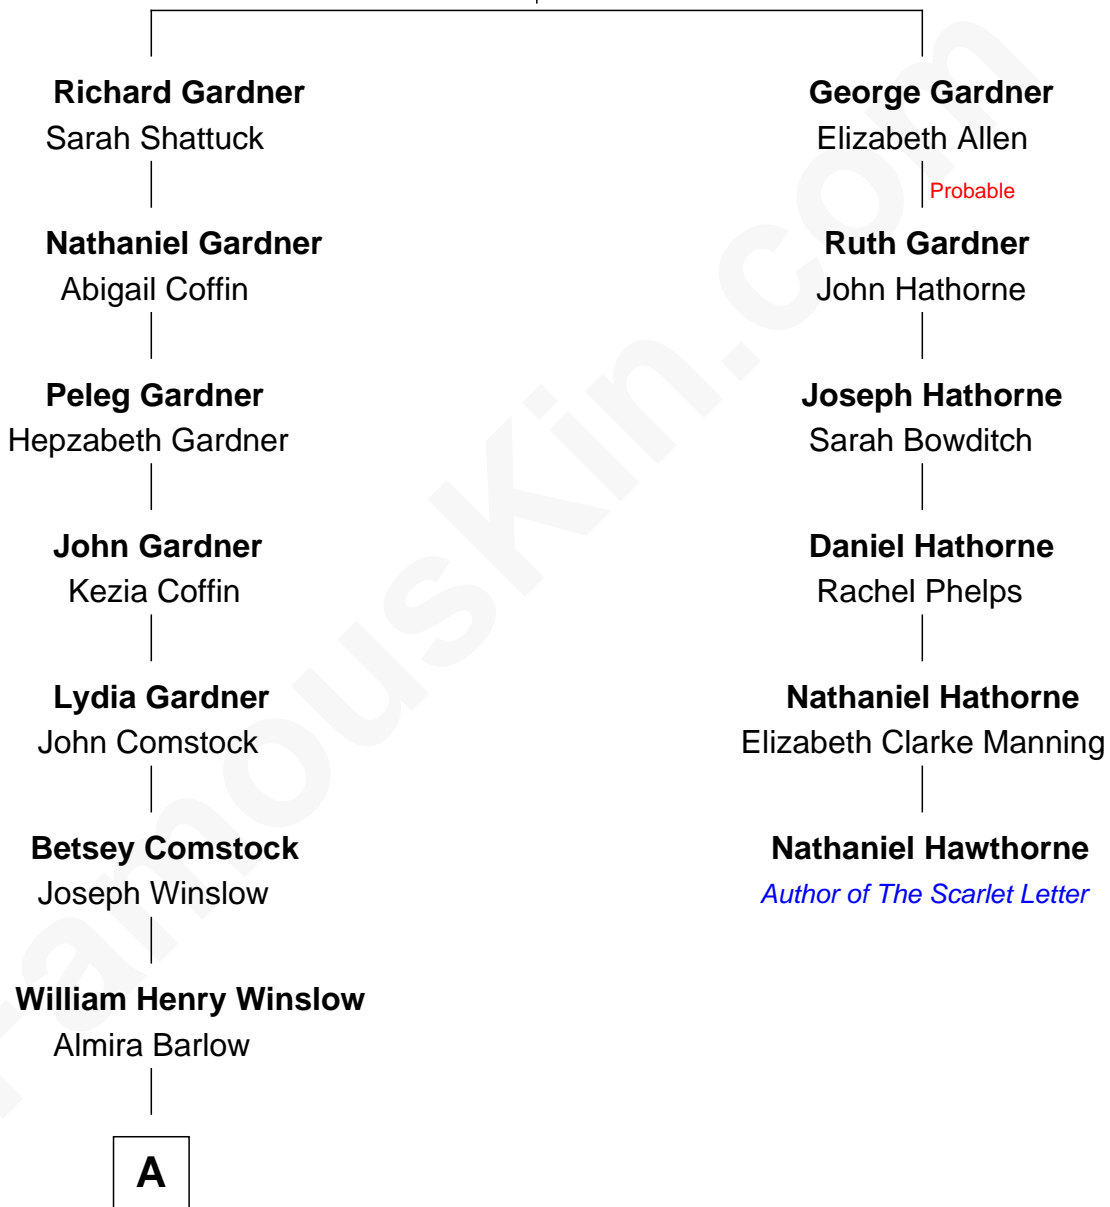 Richard Gardner
Sarah Shattuck
Nathaniel Gardner
Abigail Coffin
Peleg Gardner
Hepzabeth Gardner
John Gardner
Kezia Coffin
Lydia Gardner
John Comstock
Betsey Comstock
Joseph Winslow
William Henry Winslow
Almira Barlow
A
George Gardner
Elizabeth Allen
Probable
Ruth Gardner
John Hathorne
Joseph Hathorne
Sarah Bowditch
Daniel Hathorne
Rachel Phelps
Nathaniel Hathorne
Elizabeth Clarke Manning
Nathaniel Hawthorne
Author of The Scarlet Letter
FamousKin.com